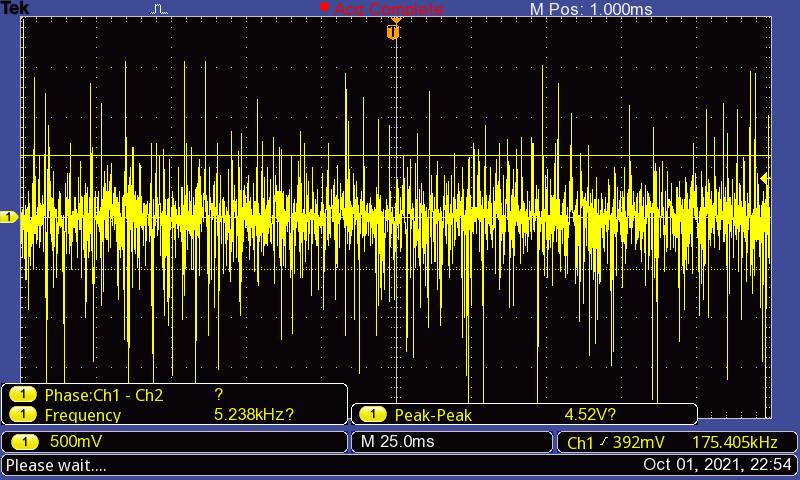 Tek Acq Complete M Pos: 1.000ms
T
1
1 Phase:Ch1 - Ch2 ?
1 Frequency 5.238kHz? 1 Peak-Peak 4.52V?
1 500mV M 25.0ms Ch1 392mV 175.405kHz
Please wait.... Oct 01, 2021, 22:54